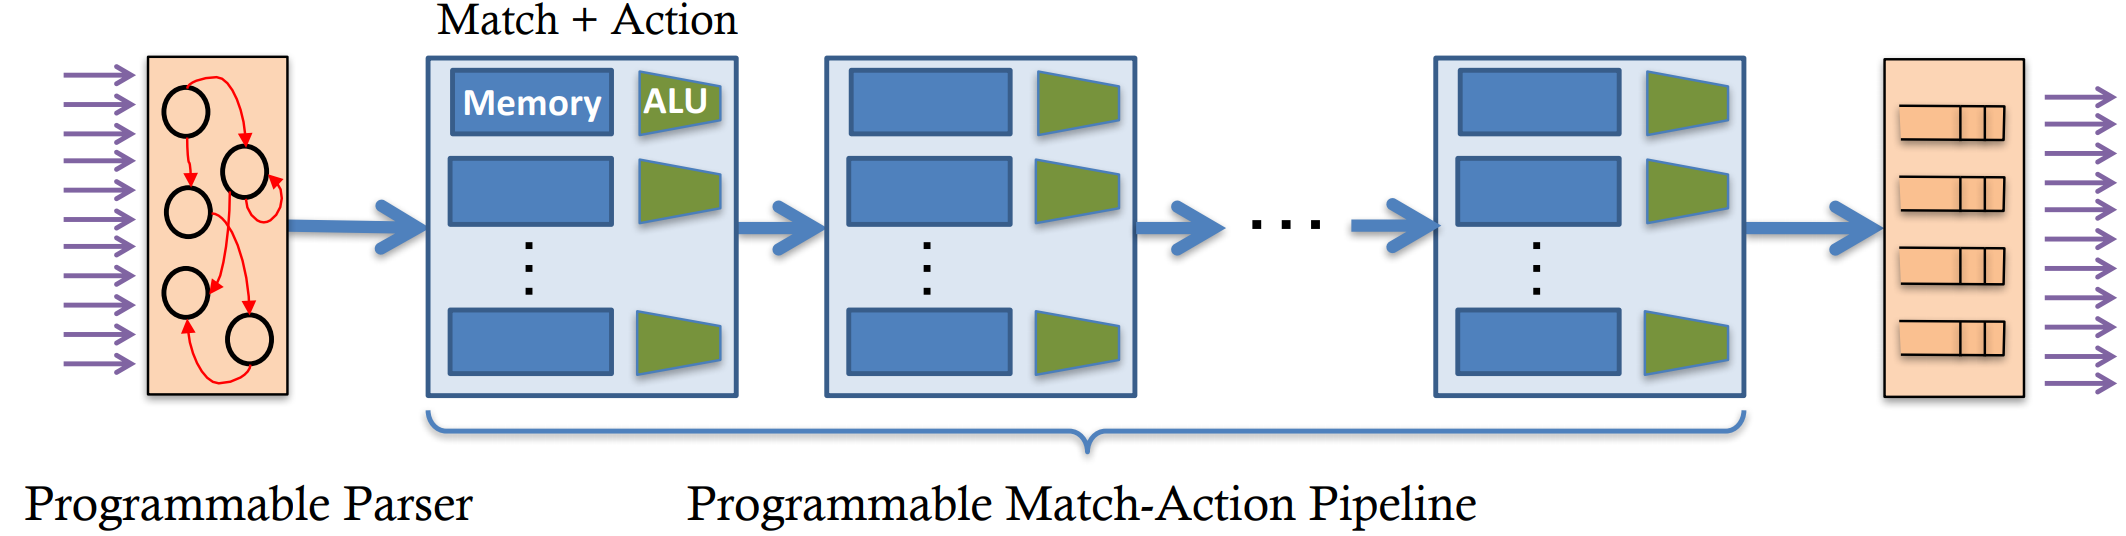 Match + Action
Memory
ALU
Programmable Parser
Programmable Match-Action Pipeline